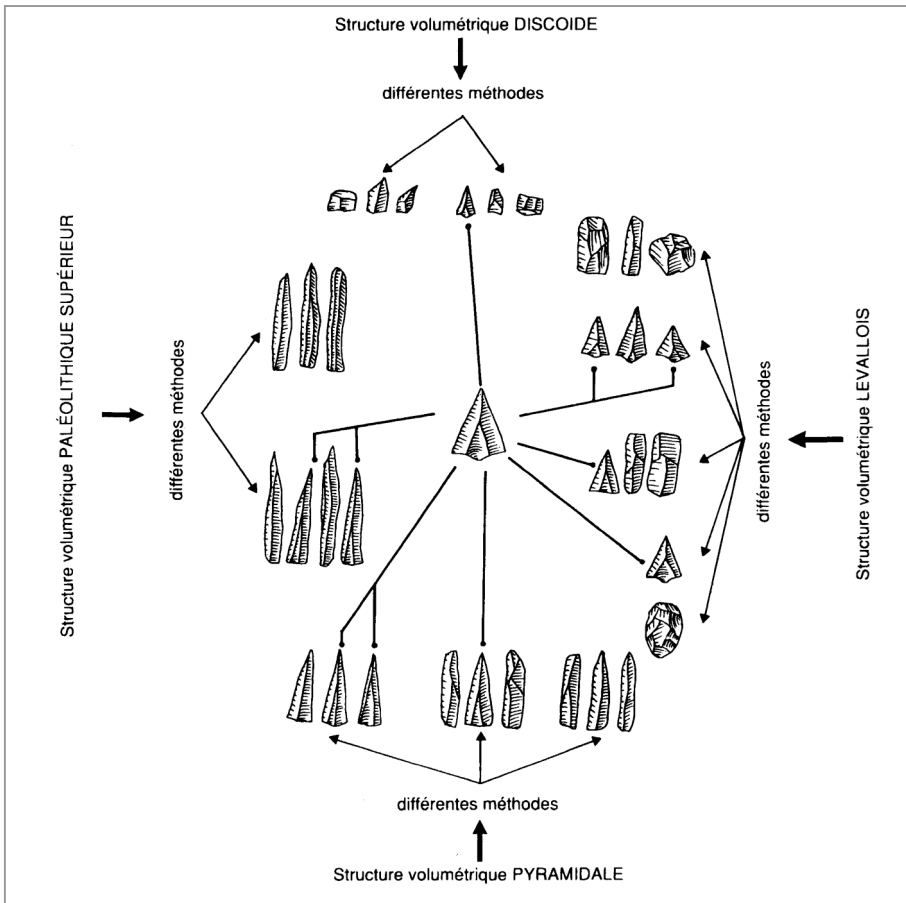 Structure volumétrique DISCOIDE
différentes méthodes
Structure volumétrique PALÉOLITHIQUE SUPÉRIEUR
différentes méthodes
différentes méthodes
Structure volumétrique LEVALLOIS
différentes méthodes
Structure volumétrique PYRAMIDALE